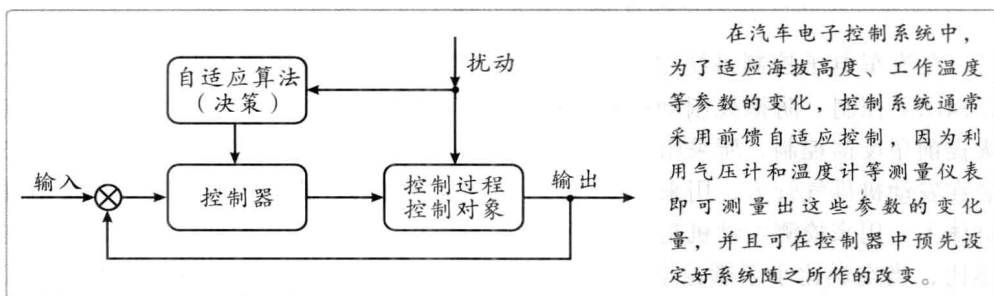 扰动
自适应算法
(决策)
输入
控制器
控制过程
控制对象
输出
在汽车电子控制系统中，
为了适应海拔高度、工作温度
等参数的变化，控制系统通常
采用前馈自适应控制，因为利
用气压计和温度计等测量仪表
即可测量出这些参数的变化
量，并且可在控制器中预先设
定好系统随之所作的改变。